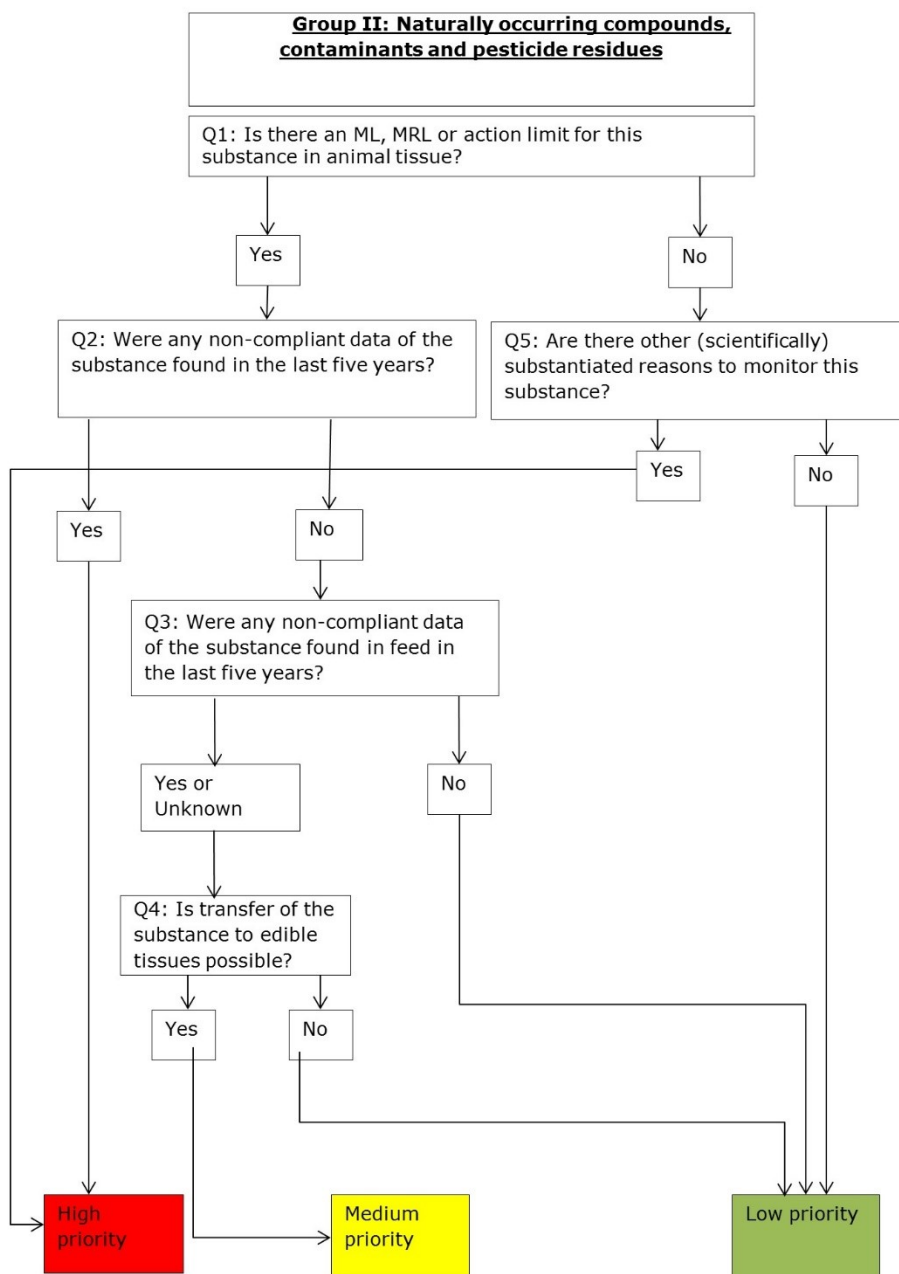 Group II: Naturally occurring compounds,
contaminants and pesticide residues
Q1: Is there an ML, MRL or action limit for this
substance in animal tissue?
Yes
No
Q2: Were any non-compliant data of the
substance found in the last five years?
Q5: Are there other (scientifically)
substantiated reasons to monitor this
substance?
Yes
No
Yes
No
Q3: Were any non-compliant data
of the substance found in feed in
the last five years?
Yes or
Unknown
No
Q4: Is transfer of the
substance to edible
tissues possible?
Yes
No
High
priority
Medium
priority
Low priority